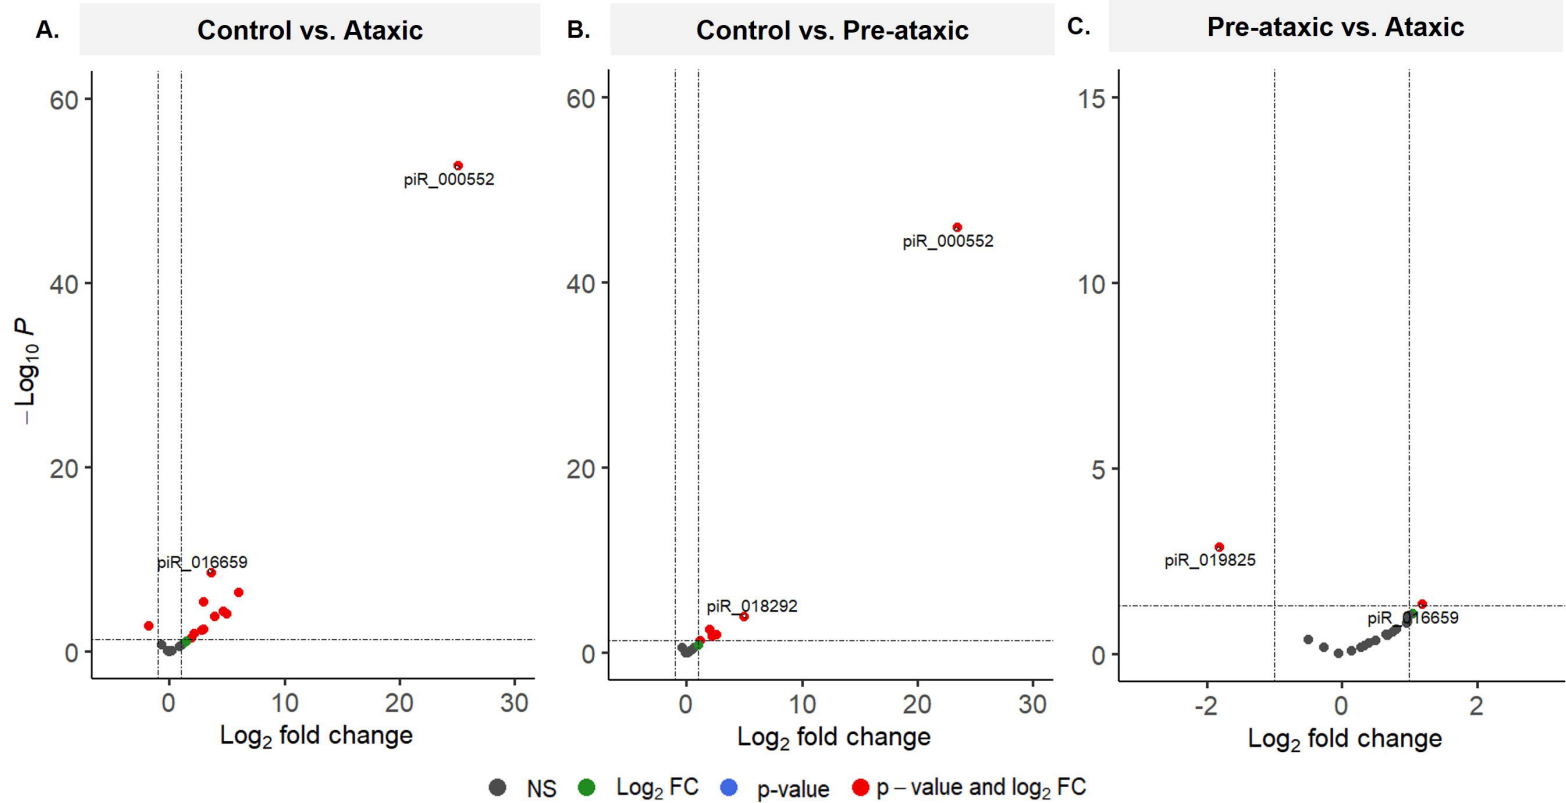 A. Control vs. Ataxic
B. Control vs. Pre-ataxic
C. Pre-ataxic vs. Ataxic
−Log10 P
60
40
20
0
0
10
20
30
Log2 fold change
piR_000552
piR_016659
60
40
20
0
0
10
20
30
Log2 fold change
piR_000552
piR_018292
15
10
5
0
-2
0
2
Log2 fold change
piR_019825
piR_016659
NS Log2 FC p-value p − value and log2 FC